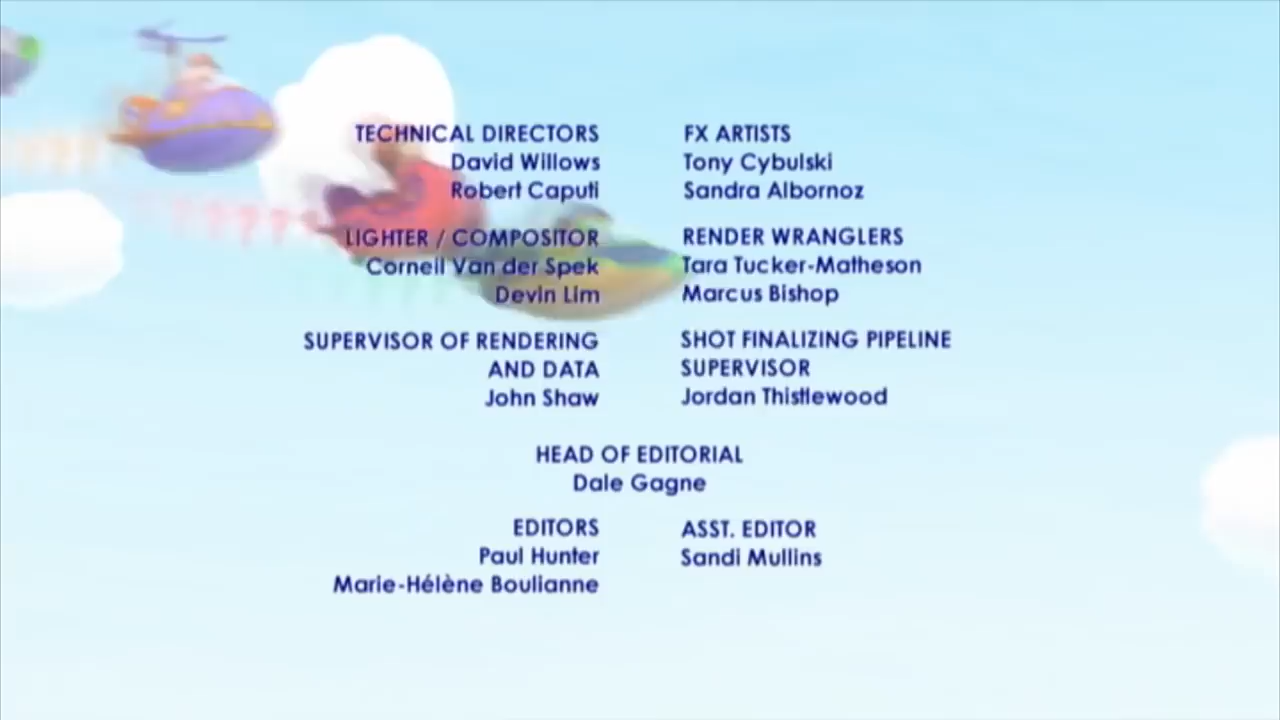 TECHNICAL DIRECTORS
David Willows
Robert Caputi
FX ARTISTS
Tony Cybulski
Sandra Albornoz
LIGHTER / COMPOSITOR
Corneil Van der Spek
Devin Lim
RENDER WRANGLERS
Tara Tucker-Matheson
Marcus Bishop
SUPERVISOR OF RENDERING
AND DATA
John Shaw
SHOT FINALIZING PIPELINE
SUPERVISOR
Jordan Thistlewood
HEAD OF EDITORIAL
Dale Gagne
EDITORS
Paul Hunter
Marie-Hélène Boulianne
ASST. EDITOR
Sandi Mullins